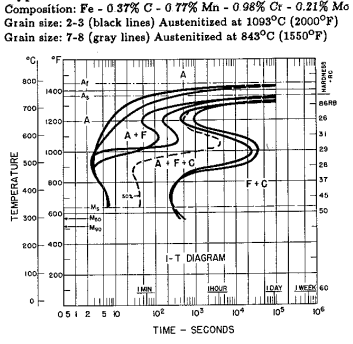 Composition: Fe - 0.37% C - 0.77% Mn - 0.98% Cr - 0.21% Mo
Grain size: 2-3 (black lines) Austenitized at 1093°C (2000°F)
Grain size: 7-8 (gray lines) Austenitized at 843°C (1550°F)
°C °F
HARDNESS - RC
A
800 1400 Af
As
86RB
700 A 26
1200
600 A + F 31
500 1000 29
A + F + C 28
400 800 F + C 37
50% 45
MS 50
300 600
M50
M90
200 400
I-T DIAGRAM
100 200
1 MIN 1 HOUR 1 DAY 1 WEEK 60
0
0.5 1 2 5 10 10² 10³ 10⁴ 10⁵ 10⁶
TIME - SECONDS
TEMPERATURE